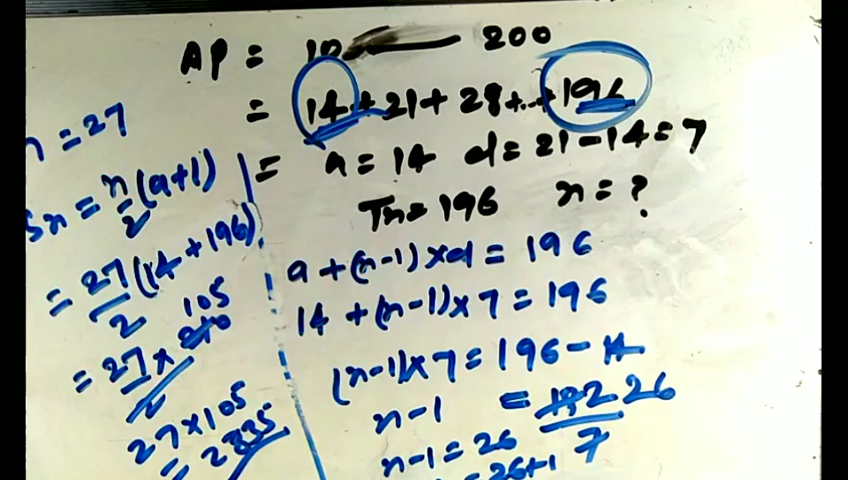 AP = 10 200
= 14 + 21 + 28 + .. + 196
= a = 14 d = 21 - 14 = 7
Tn = 196 n = ?
a + (n-1) x d = 196
14 + (n-1) x 7 = 196
(n-1) x 7 = 196 - 14
n-1 = 182 26
7
n-1 = 26
= 26+1
n = 27
Sn = n/2 (a+l)
= 27/2 (14 + 196)
105
= 27/2 x 210
27 x 105
= 2835